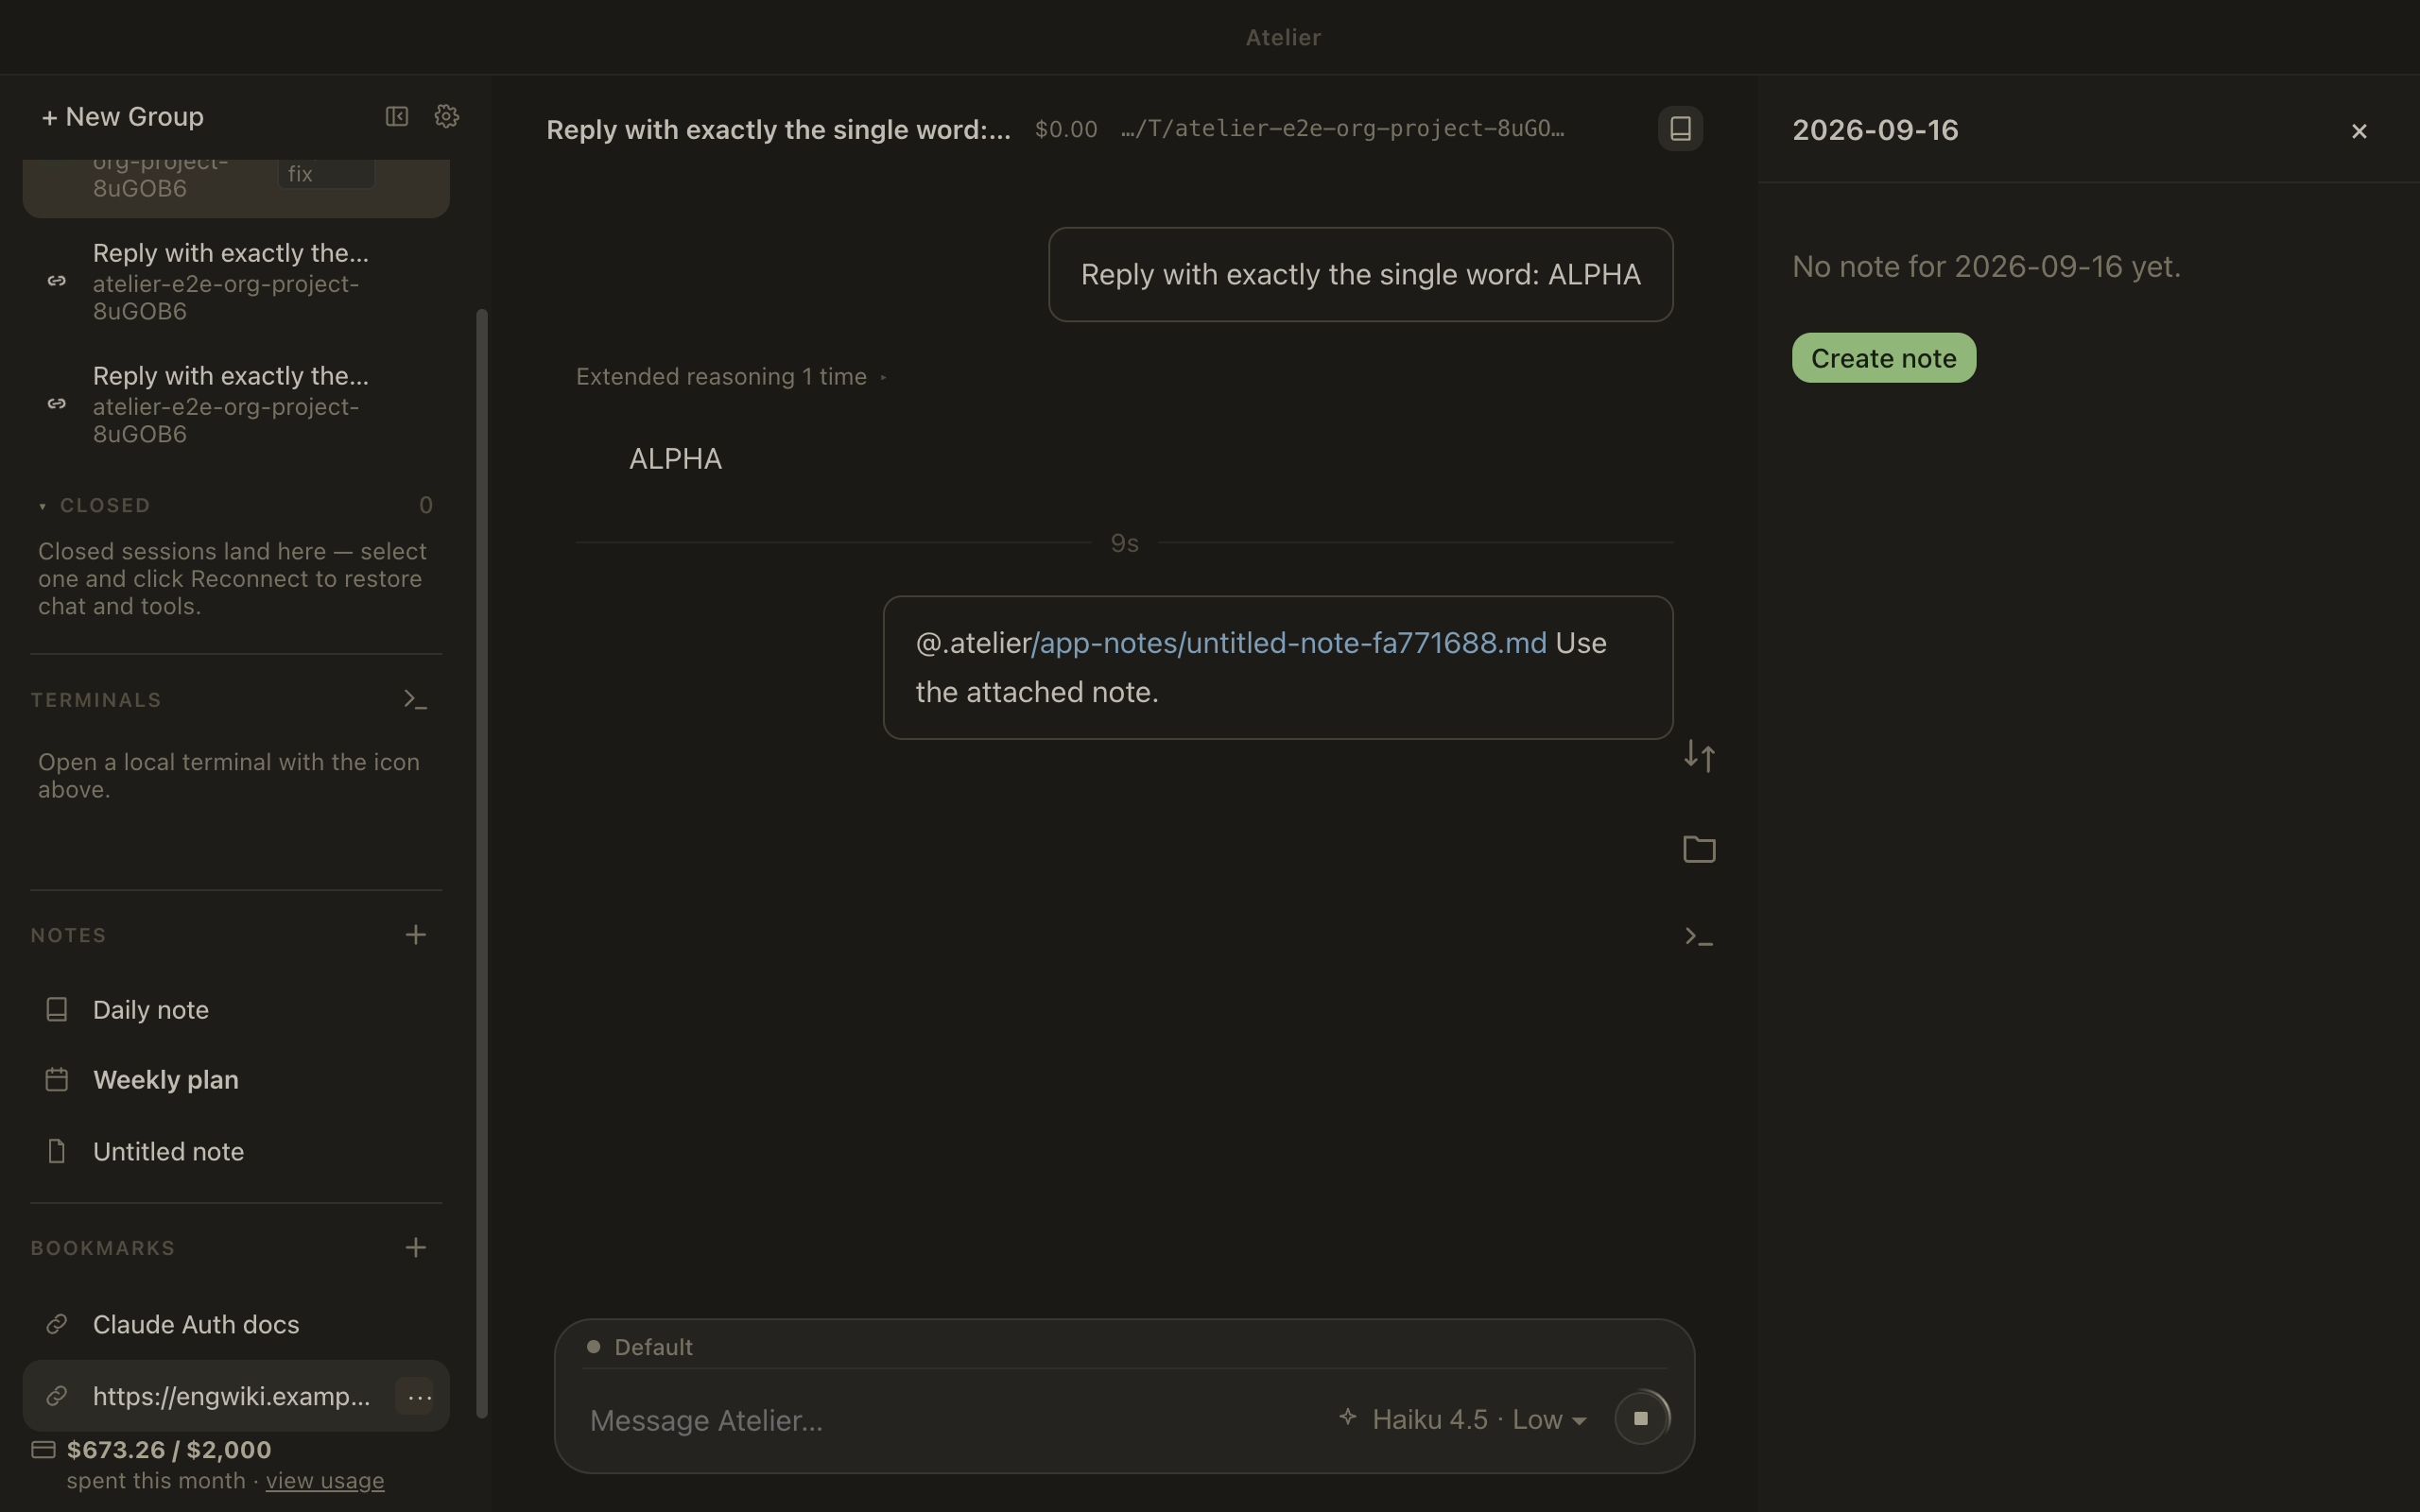 Atelier
+ New Group
org-project-
8uGOB6
fix
Reply with exactly the...
atelier-e2e-org-project-
8uGOB6
Reply with exactly the...
atelier-e2e-org-project-
8uGOB6
CLOSED 0
Closed sessions land here — select
one and click Reconnect to restore
chat and tools.
TERMINALS
Open a local terminal with the icon
above.
NOTES
Daily note
Weekly plan
Untitled note
BOOKMARKS
Claude Auth docs
https://engwiki.examp...
$673.26 / $2,000
spent this month · view usage
Reply with exactly the single word:... $0.00 …/T/atelier-e2e-org-project-8uGO…
Reply with exactly the single word: ALPHA
Extended reasoning 1 time
ALPHA
9s
@.atelier/app-notes/untitled-note-fa771688.md Use
the attached note.
Default
Message Atelier...
Haiku 4.5 · Low
2026-09-16
No note for 2026-09-16 yet.
Create note